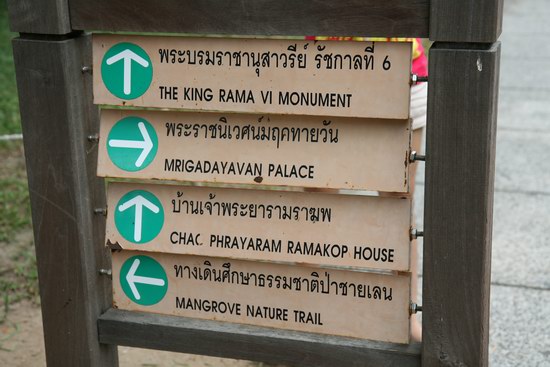 พระบรมราชานุสาวรีย์ รัชกาลที่ 6
THE KING RAMA VI MONUMENT
พระราชนิเวศน์มฤคทายวัน
MRIGADAYAVAN PALACE
บ้านเจ้าพระยารามราฆพ
CHAC PHRAYARAM RAMAKOP HOUSE
ทางเดินศึกษาธรรมชาติป่าชายเลน
MANGROVE NATURE TRAIL